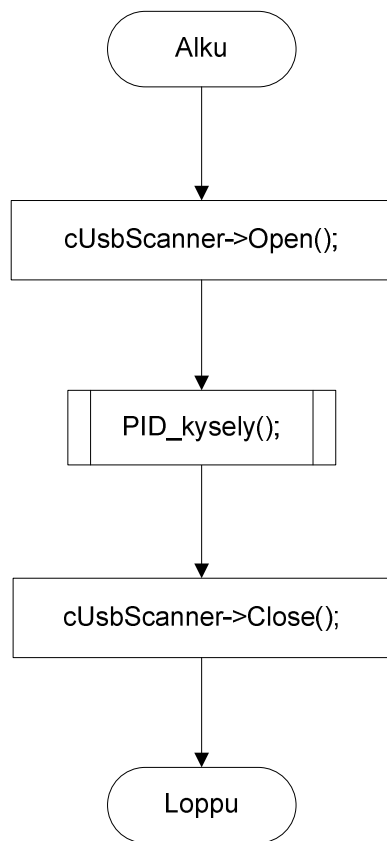 Alku
cUsbScanner->Open();
PID_kysely();
cUsbScanner->Close();
Loppu